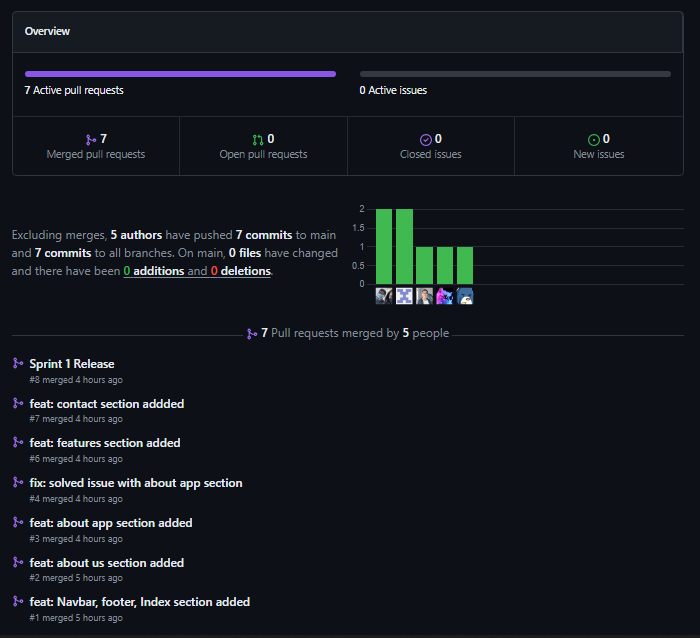 Overview
7 Active pull requests
0 Active issues
7
Merged pull requests
0
Open pull requests
0
Closed issues
0
New issues
Excluding merges, 5 authors have pushed 7 commits to main
and 7 commits to all branches. On main, 0 files have changed
and there have been 0 additions and 0 deletions.
2
1.5
1
0.5
0
7 Pull requests merged by 5 people
Sprint 1 Release
#8 merged 4 hours ago
feat: contact section addded
#7 merged 4 hours ago
feat: features section added
#6 merged 4 hours ago
fix: solved issue with about app section
#4 merged 4 hours ago
feat: about app section added
#3 merged 4 hours ago
feat: about us section added
#2 merged 5 hours ago
feat: Navbar, footer, Index section added
#1 merged 5 hours ago